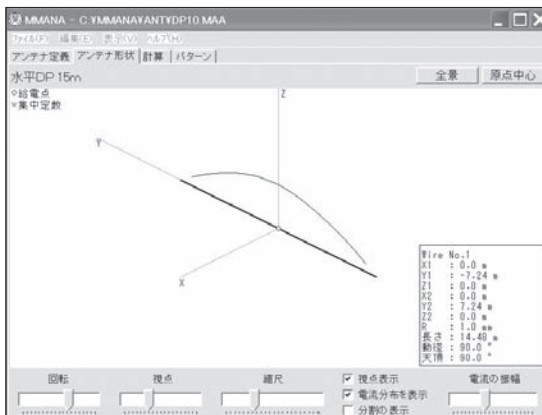 MMANA - C:¥MMANA¥ANT¥DP10.MAA
ファイル(F) 編集(E) 表示(V) ヘルプ(H)
アンテナ定義 アンテナ形状 計算 パターン
水平DP 15m
全景 原点中心
○給電点
×集中定数
Z
Y
X
Wire No.1
X1 : 0.0 m
Y1 : -7.24 m
Z1 : 0.0 m
X2 : 0.0 m
Y2 : 7.24 m
Z2 : 0.0 m
R : 1.0 mm
長さ : 14.48 m
動径 : 90.0 °
天頂 : 90.0 °
回転 視点 縮尺
視点表示
電流分布を表示
分割の表示
電流の振幅